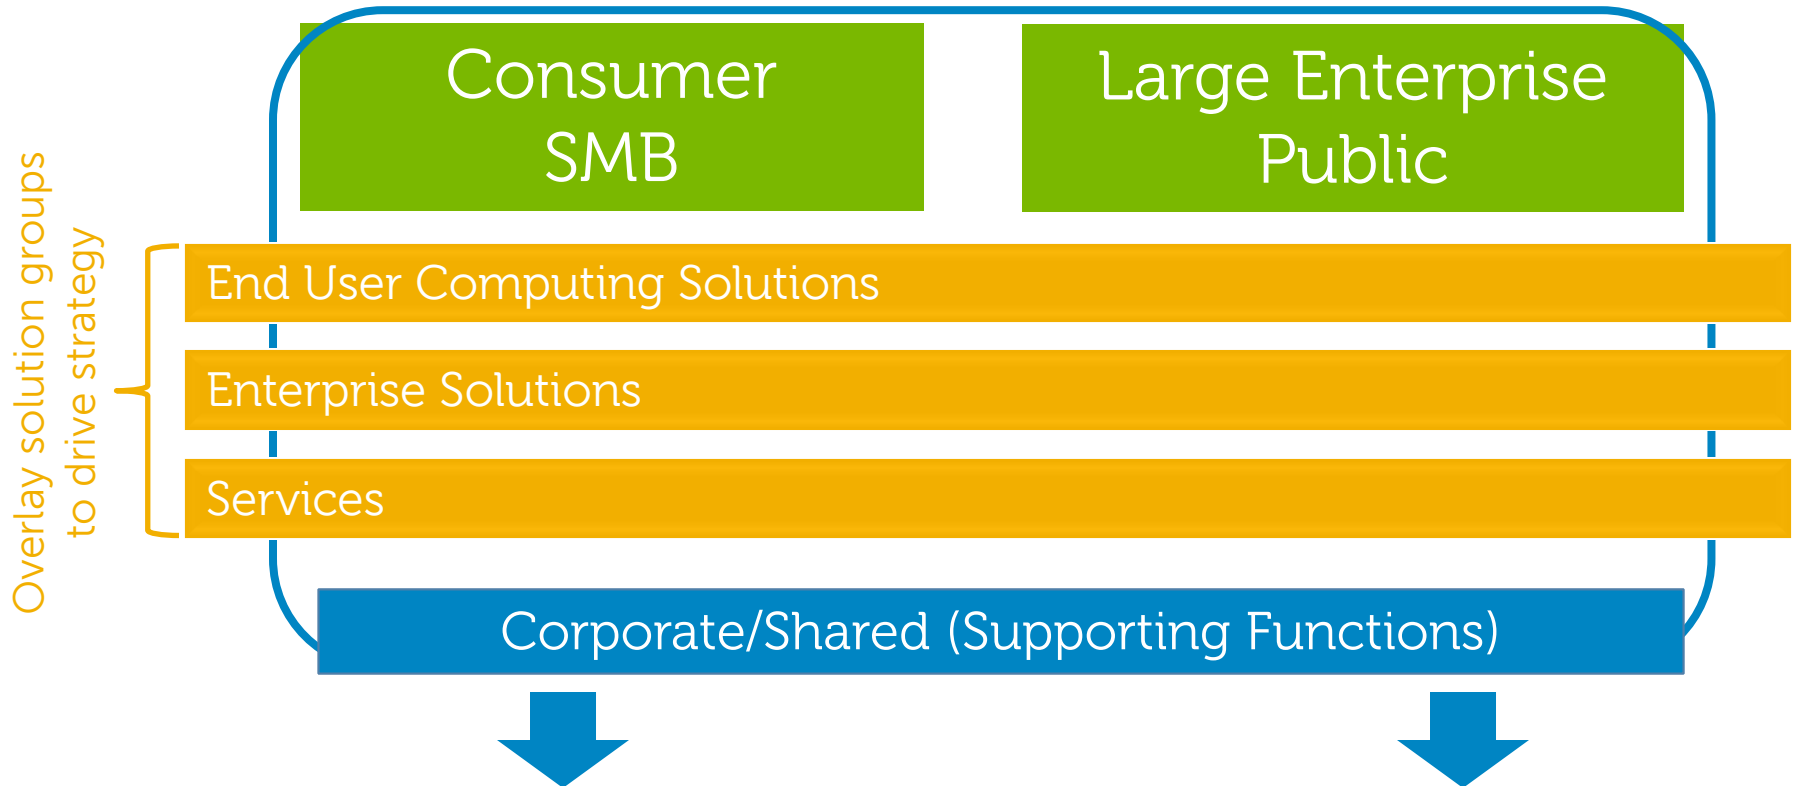 Consumer
SMB
Large Enterprise
Public
Overlay solution groups
to drive strategy
End User Computing Solutions
Enterprise Solutions
Services
Corporate/Shared (Supporting Functions)